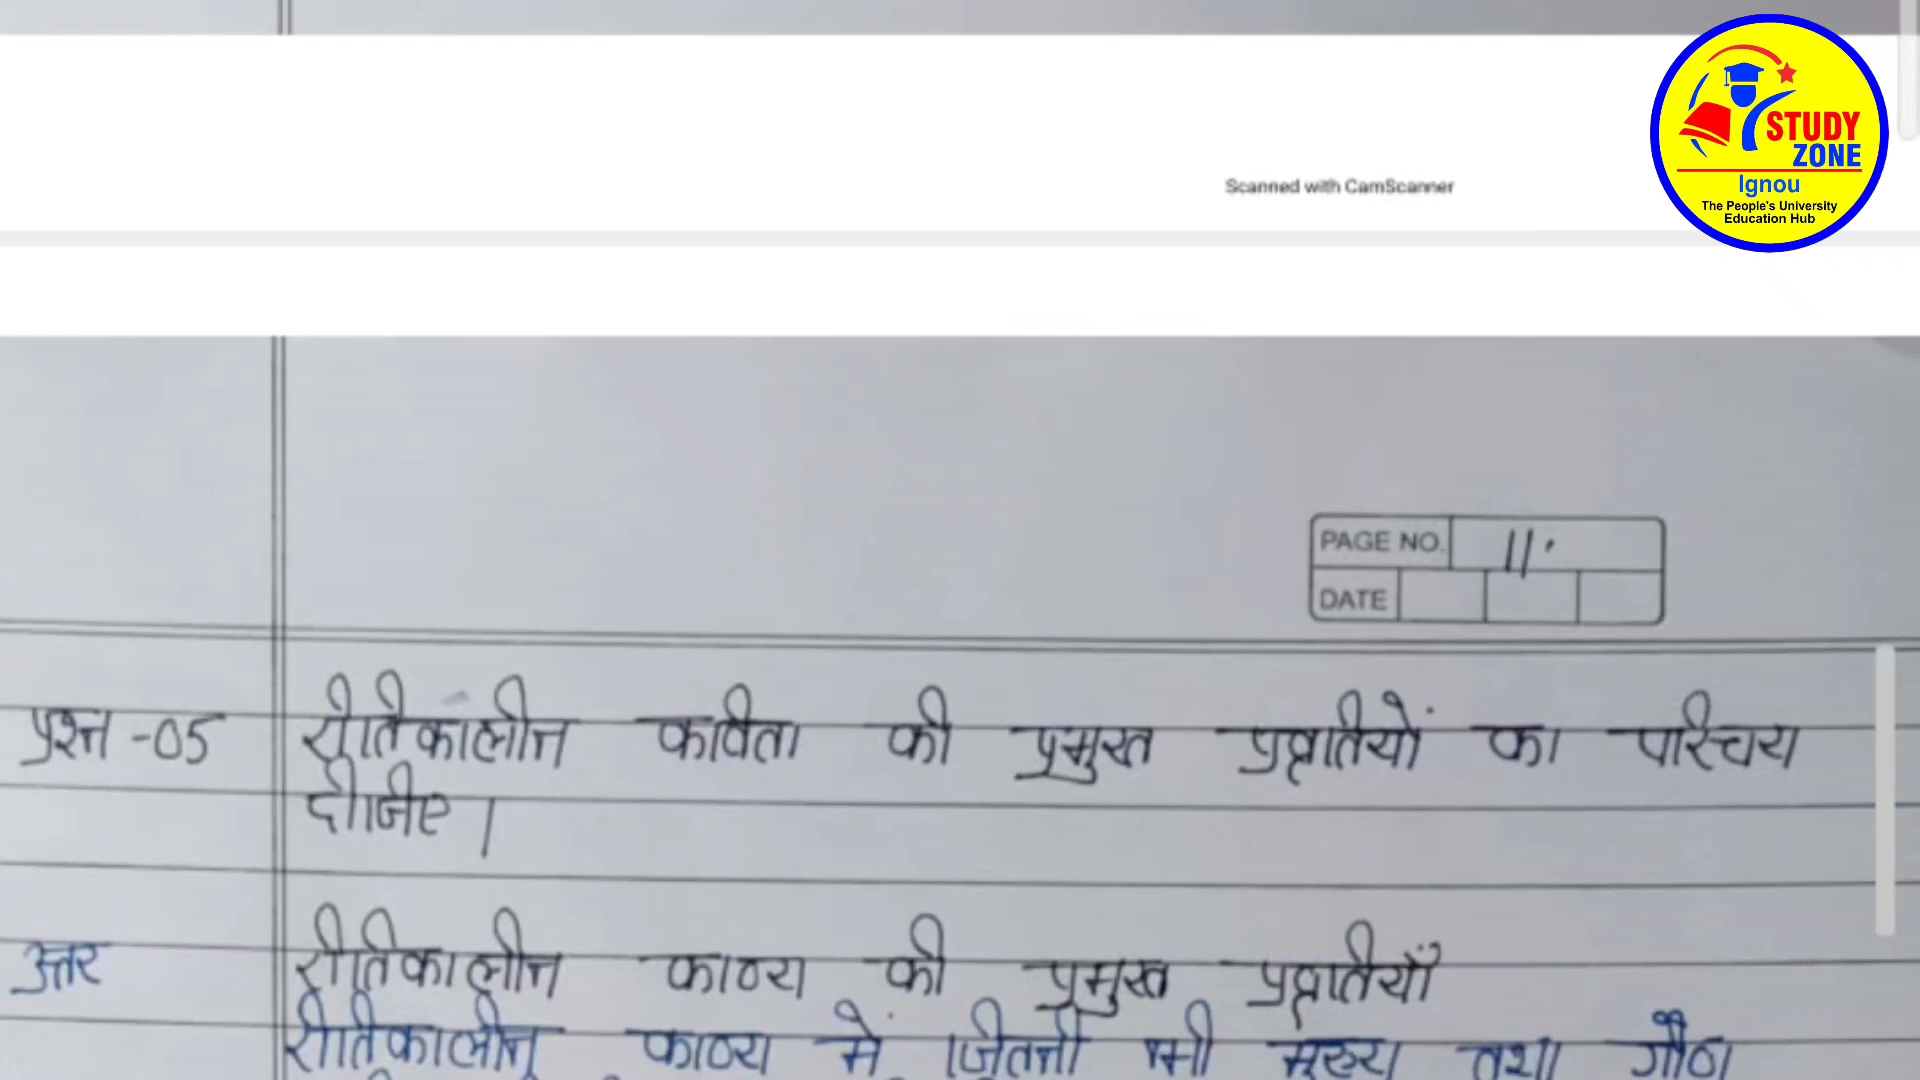 STUDY
ZONE
Ignou
The People's University
Education Hub
Scanned with CamScanner
PAGE NO. 11.
DATE
प्रश्न -05 रीतिकालीन कविता की प्रमुख प्रवृतियों का परिचय
दीजिए।
उत्तर रीतिकालीन काव्य की प्रमुख प्रवृतियाँ
रीतिकालीन काव्य में जितनी भी मुख्य तथा गौण